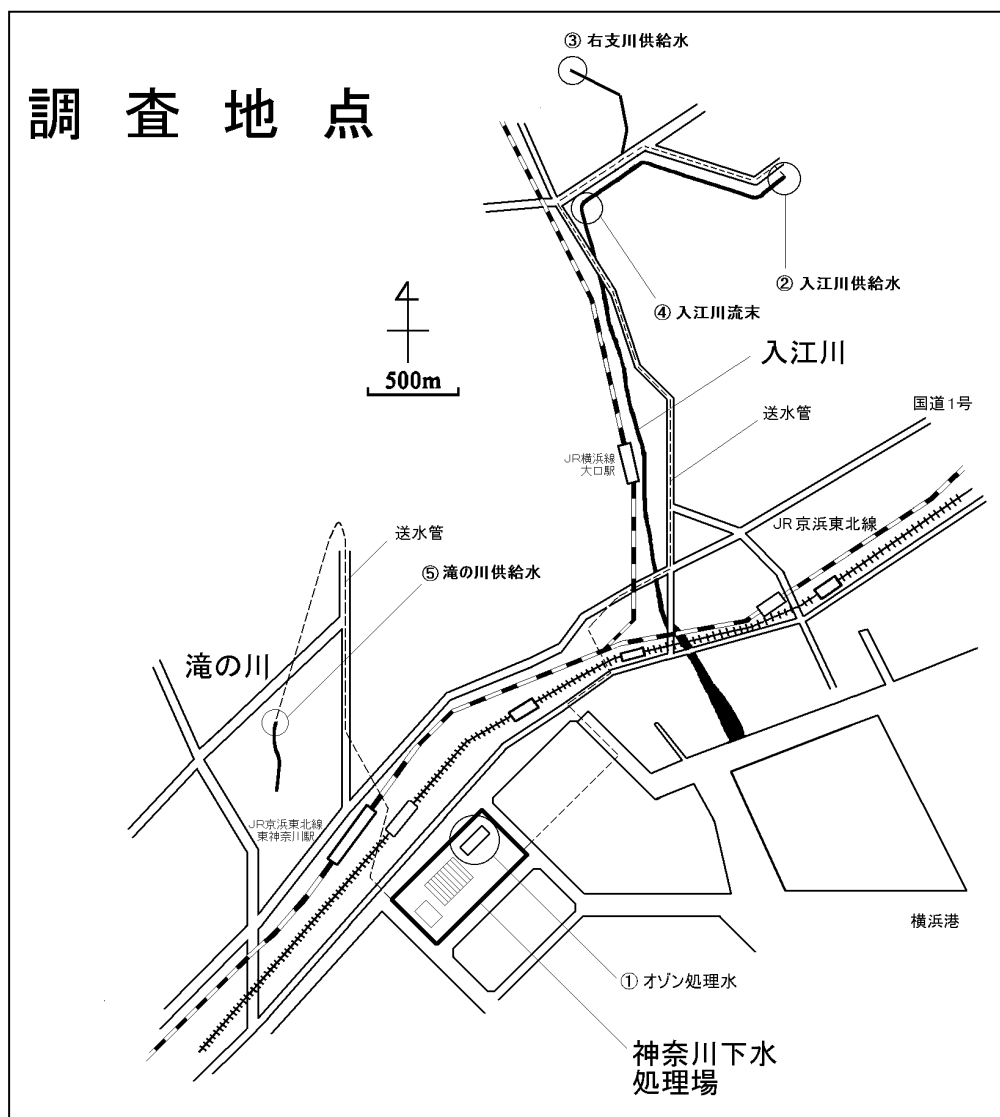 調査地点
③ 右支川供給水
② 入江川供給水
④ 入江川流末
500m
入江川
送水管
国道1号
JR横浜線
大口駅
JR京浜東北線
送水管
⑤ 滝の川供給水
滝の川
JR京浜東北線
東神奈川駅
横浜港
① オゾン処理水
神奈川下水
処理場